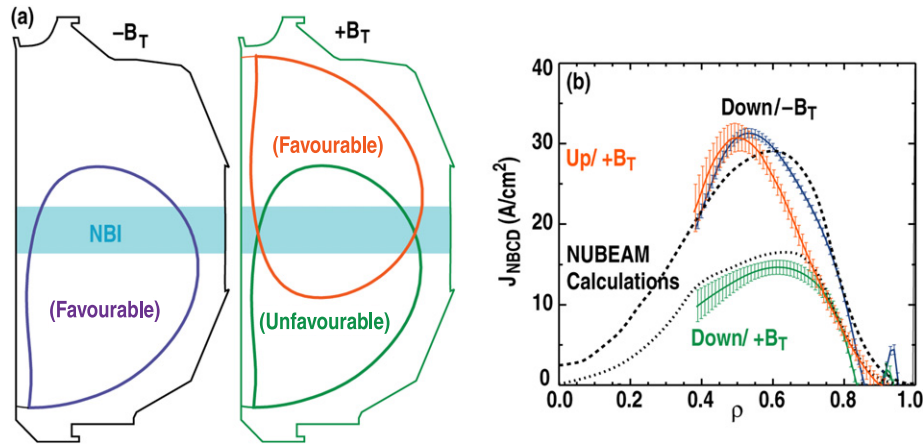 (a)
−B_T
+B_T
(Favourable)
NBI
(Favourable)
(Unfavourable)
(b)
40
30
20
10
0
J_NBCD (A/cm²)
Down/−B_T
Up/ +B_T
NUBEAM
Calculations
Down/ +B_T
0.0
0.2
0.4
0.6
0.8
1.0
ρ